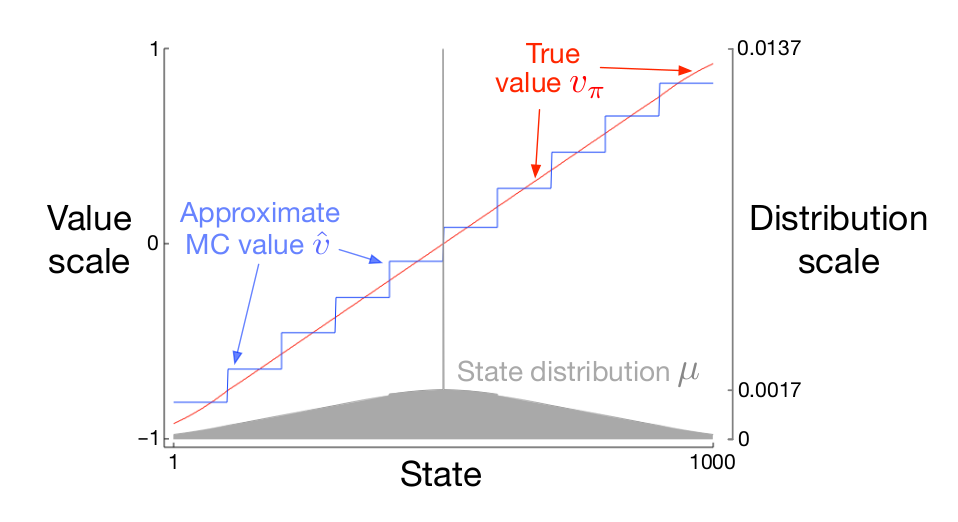 1
True
value vπ
0.0137
Value
scale
Approximate
MC value v̂
0
Distribution
scale
State distribution μ
0.0017
−1
0
1
State
1000